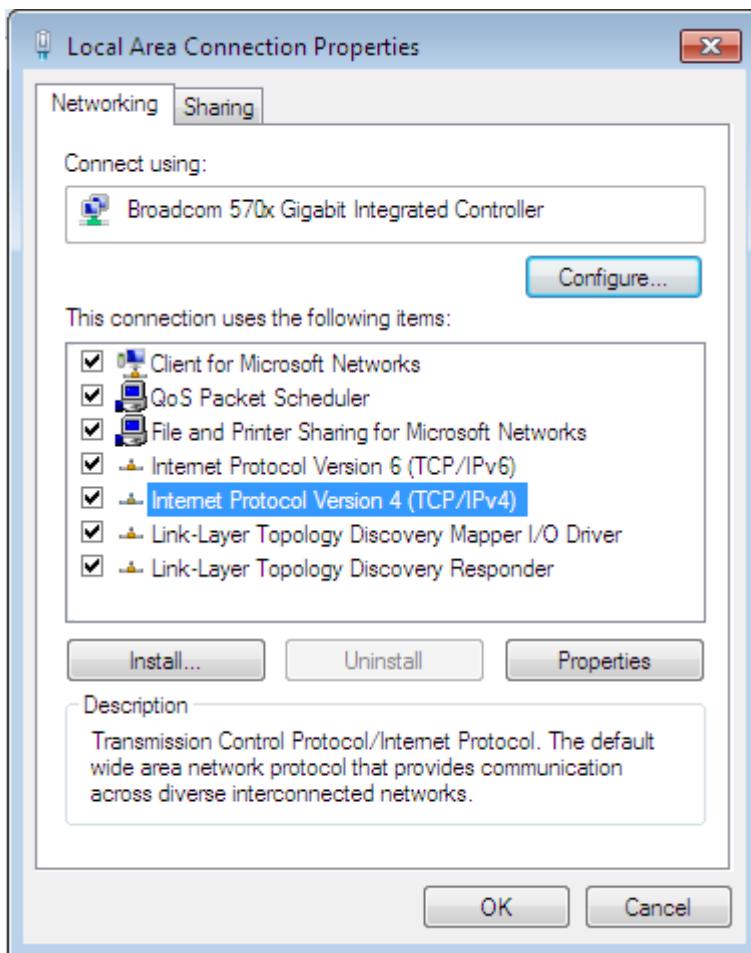 Local Area Connection Properties
Networking
Sharing
Connect using:
Broadcom 570x Gigabit Integrated Controller
Configure...
This connection uses the following items:
Client for Microsoft Networks
QoS Packet Scheduler
File and Printer Sharing for Microsoft Networks
Internet Protocol Version 6 (TCP/IPv6)
Internet Protocol Version 4 (TCP/IPv4)
Link-Layer Topology Discovery Mapper I/O Driver
Link-Layer Topology Discovery Responder
Install...
Uninstall
Properties
Description
Transmission Control Protocol/Internet Protocol. The default
wide area network protocol that provides communication
across diverse interconnected networks.
OK
Cancel